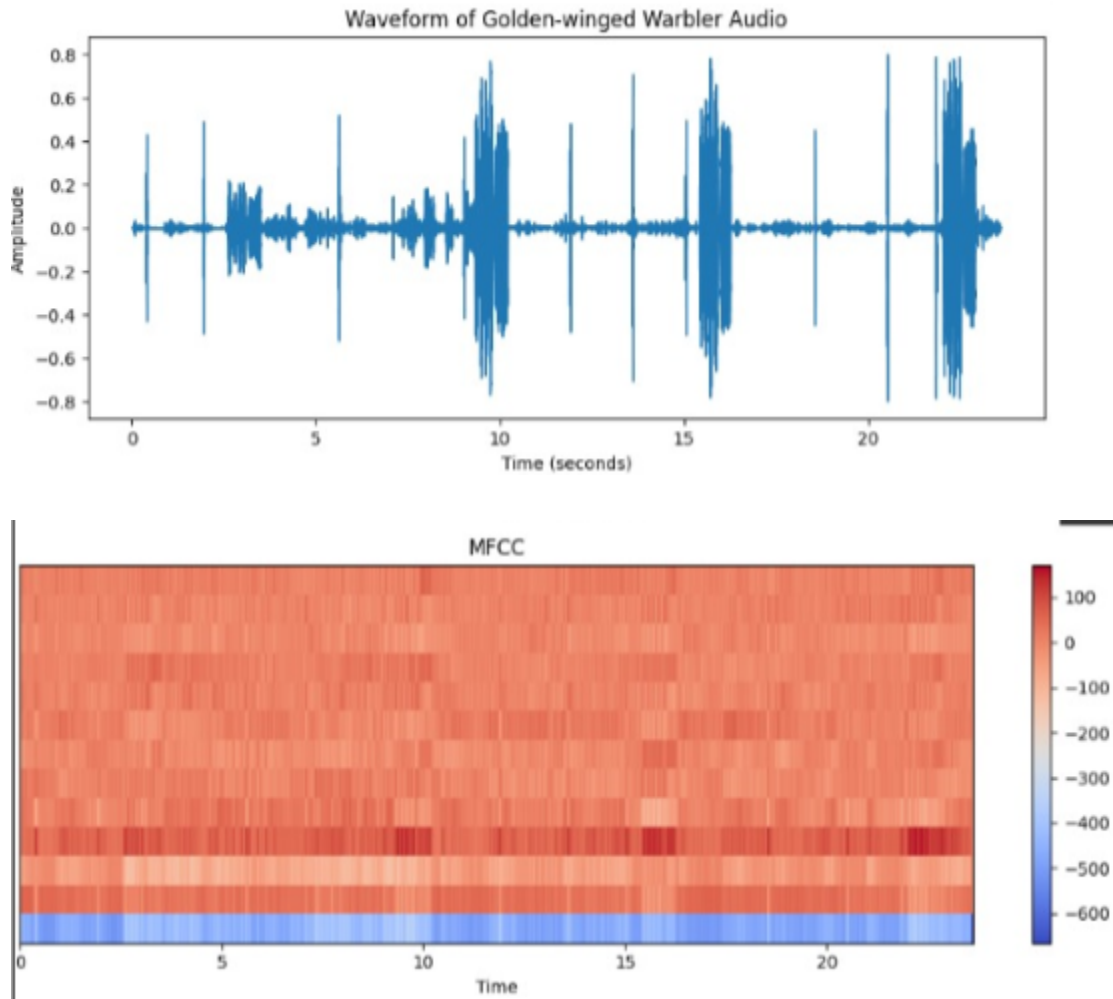 Waveform of Golden-winged Warbler Audio
0.8
0.6
0.4
0.2
0.0
−0.2
−0.4
−0.6
−0.8
Amplitude
0 5 10 15 20
Time (seconds)
MFCC
100
0
−100
−200
−300
−400
−500
−600
0 5 10 15 20
Time